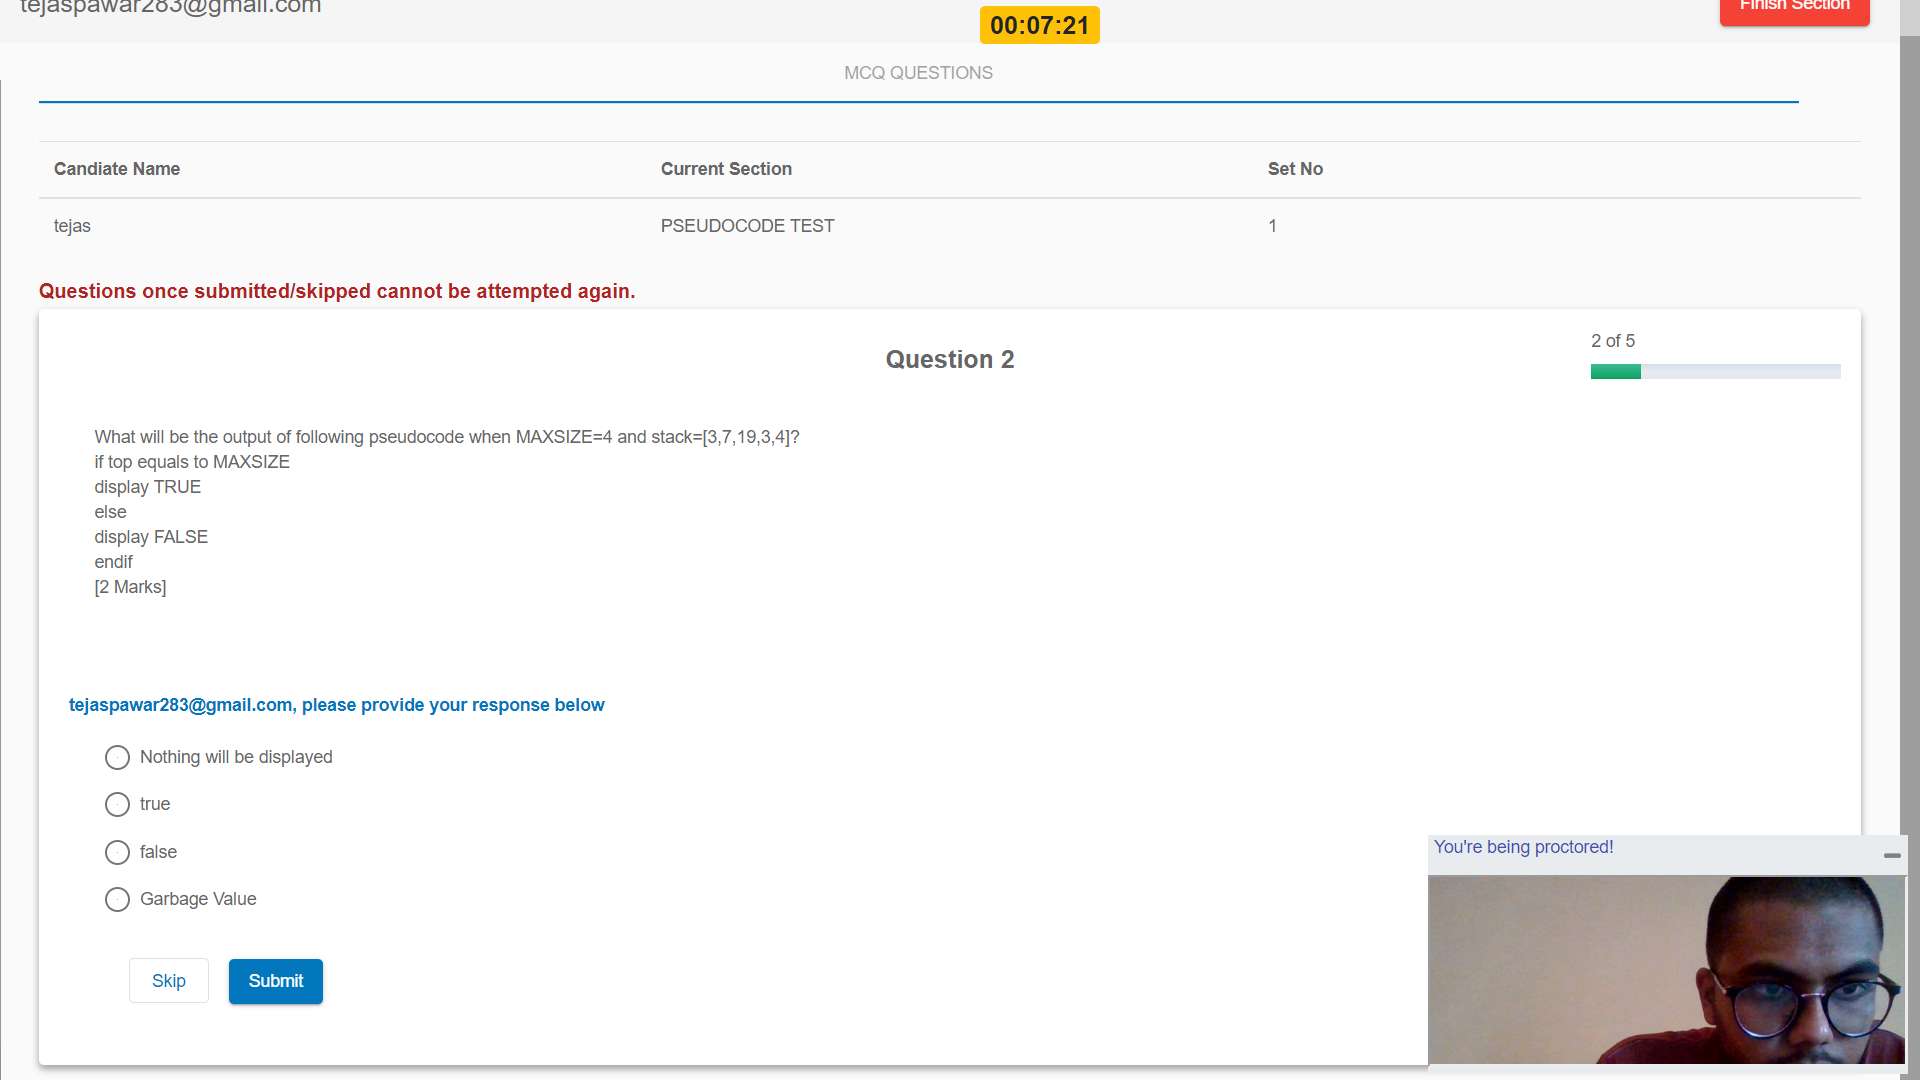 tejaspawar283@gmail.com
Finish Section
00:07:21
MCQ QUESTIONS
Candiate Name Current Section Set No
tejas PSEUDOCODE TEST 1
Questions once submitted/skipped cannot be attempted again.
2 of 5
Question 2
What will be the output of following pseudocode when MAXSIZE=4 and stack=[3,7,19,3,4]?
if top equals to MAXSIZE
display TRUE
else
display FALSE
endif
[2 Marks]
tejaspawar283@gmail.com, please provide your response below
Nothing will be displayed
true
false
Garbage Value
Skip Submit
You're being proctored!